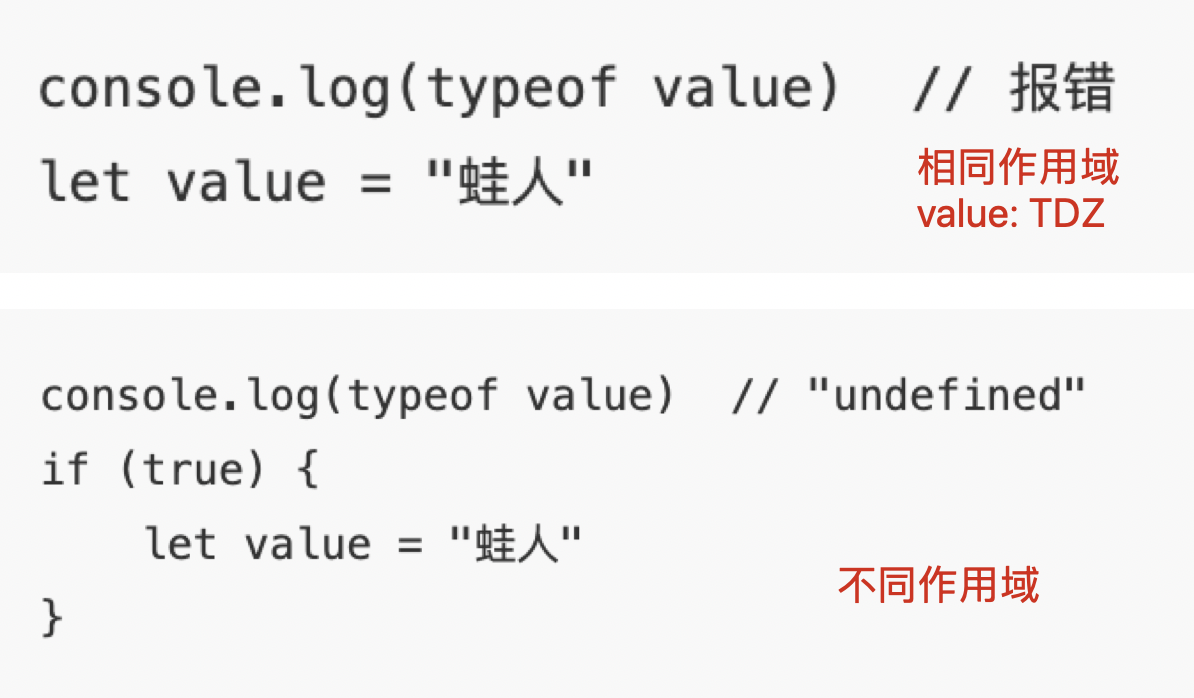 console.log(typeof value)  // 报错
let value = "蛙人"
相同作用域
value: TDZ
console.log(typeof value)  // "undefined"
if (true) {
    let value = "蛙人"
不同作用域
}